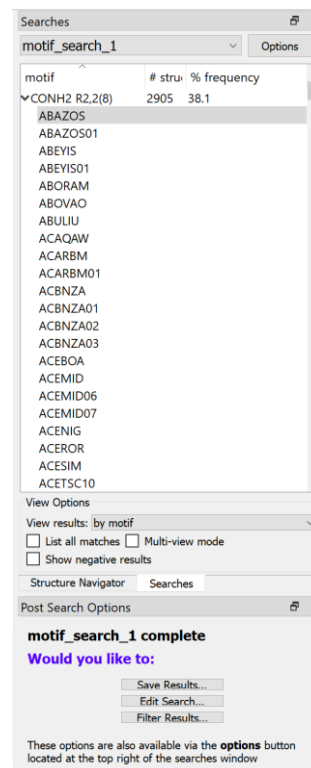 Searches
motif_search_1 Options
motif # stru % frequency
CONH2 R2,2(8) 2905 38.1
ABAZOS
ABAZOS01
ABEYIS
ABEYIS01
ABORAM
ABOVAO
ABULIU
ACAQAW
ACARBM
ACARBM01
ACBNZA
ACBNZA01
ACBNZA02
ACBNZA03
ACEBOA
ACEMID
ACEMID06
ACEMID07
ACENIG
ACEROR
ACESIM
ACETSC10
View Options
View results: by motif
List all matches Multi-view mode
Show negative results
Structure Navigator Searches
Post Search Options
motif_search_1 complete
Would you like to:
Save Results...
Edit Search...
Filter Results...
These options are also available via the options button
located at the top right of the searches window